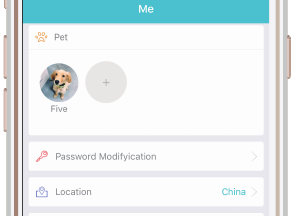 Me
Pet
+
Five
Password Modifyication
Location China